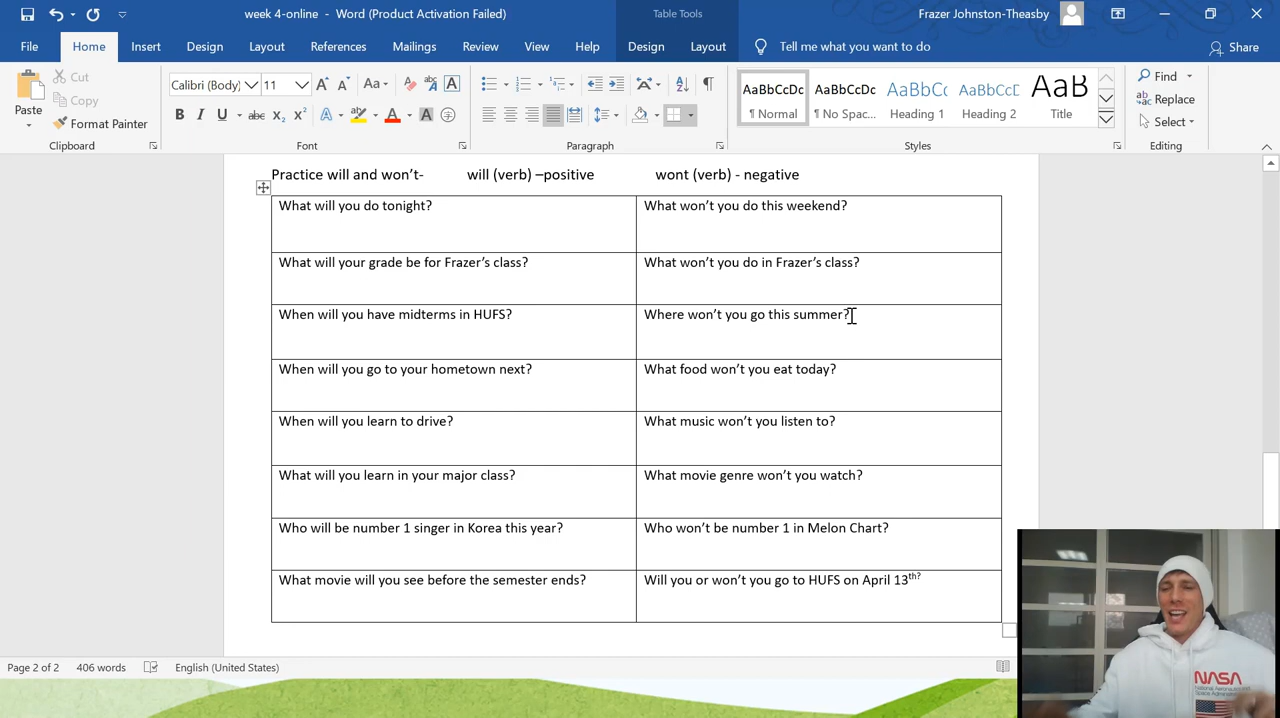 week 4-online - Word (Product Activation Failed)
Table Tools
Frazer Johnston-Theasby
File
Home
Insert
Design
Layout
References
Mailings
Review
View
Help
Design
Layout
Tell me what you want to do
Share
Paste
Cut
Copy
Format Painter
Clipboard
Calibri (Body)
11
Font
Paragraph
AaBbCcDc
¶ Normal
AaBbCcDc
¶ No Spac...
AaBbCc
Heading 1
AaBbCcD
Heading 2
AaB
Title
Styles
Find
Replace
Select
Editing
Practice will and won't- will (verb) –positive wont (verb) - negative
What will you do tonight?
What won't you do this weekend?
What will your grade be for Frazer's class?
What won't you do in Frazer's class?
When will you have midterms in HUFS?
Where won't you go this summer?
When will you go to your hometown next?
What food won't you eat today?
When will you learn to drive?
What music won't you listen to?
What will you learn in your major class?
What movie genre won't you watch?
Who will be number 1 singer in Korea this year?
Who won't be number 1 in Melon Chart?
What movie will you see before the semester ends?
Will you or won't you go to HUFS on April 13th?
Page 2 of 2
406 words
English (United States)
NASA